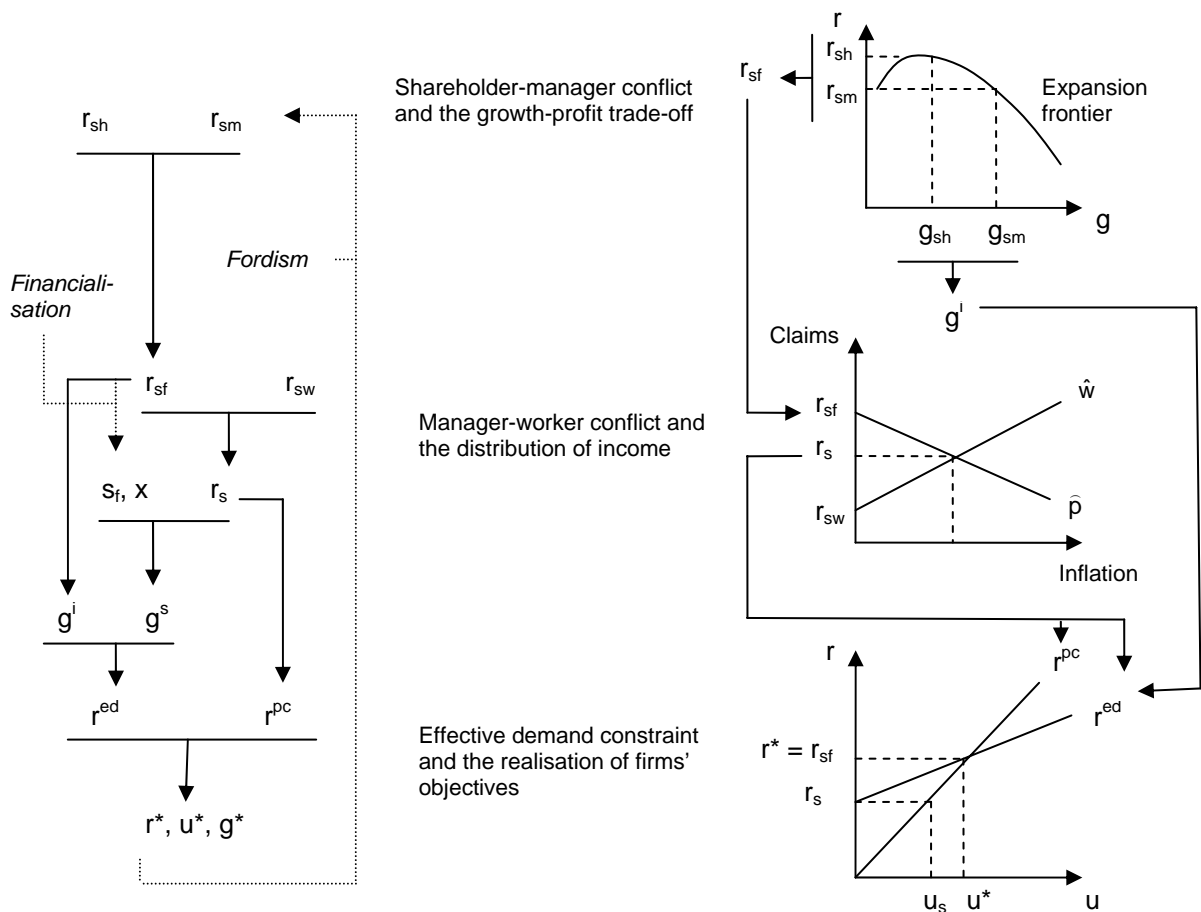 r
r_sh
r_sf
r_sm
Expansion
frontier
g
g_sh g_sm
g^i
Shareholder-manager conflict
and the growth-profit trade-off
r_sh r_sm
Fordism
Financiali-
sation
r_sf r_sw
Manager-worker conflict and
the distribution of income
Claims
r_sf
r_s
r_sw
ŵ
p̂
Inflation
s_f, x r_s
g^i g^s
r^ed r^pc
Effective demand constraint
and the realisation of firms'
objectives
r*, u*, g*
r
r^pc
r^ed
r* = r_sf
r_s
u_s u* u